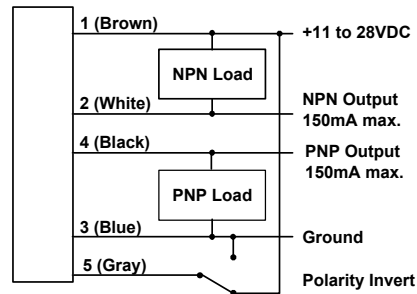 1 (Brown)
+11 to 28VDC
NPN Load
2 (White)
NPN Output
150mA max.
4 (Black)
PNP Output
150mA max.
PNP Load
3 (Blue)
Ground
5 (Gray)
Polarity Invert